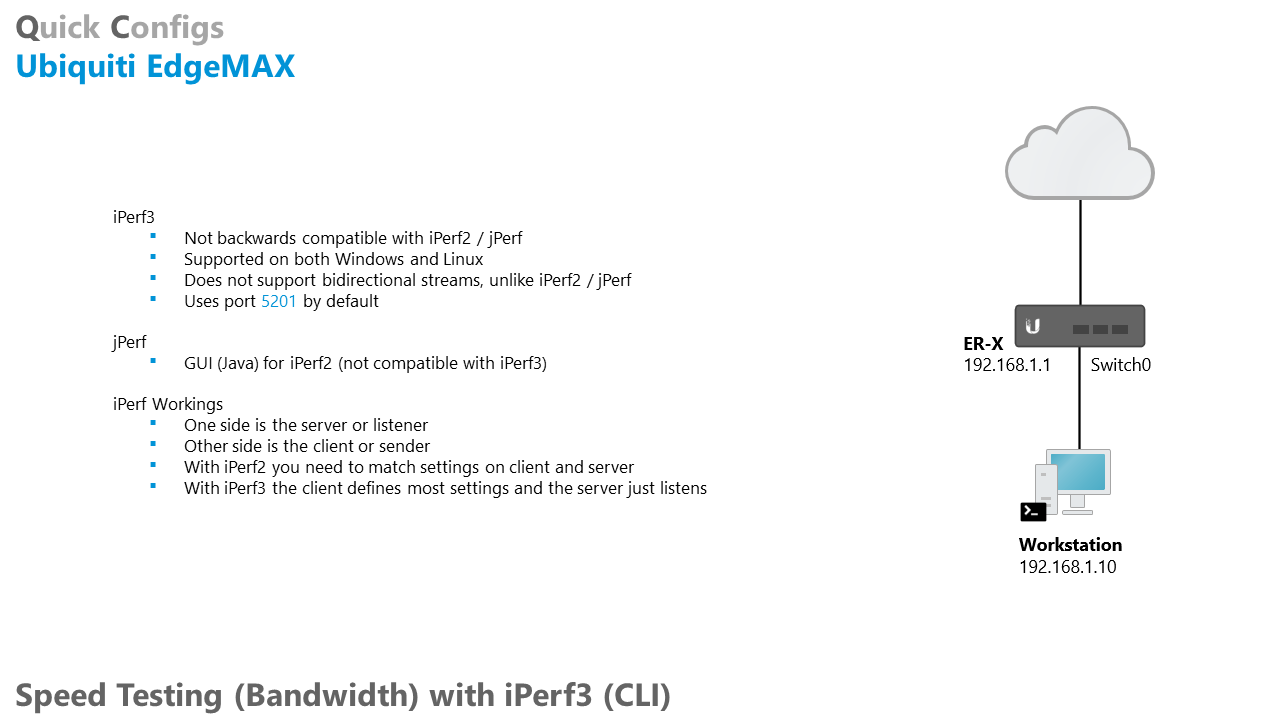 Quick Configs
Ubiquiti EdgeMAX
iPerf3
▪ Not backwards compatible with iPerf2 / jPerf
▪ Supported on both Windows and Linux
▪ Does not support bidirectional streams, unlike iPerf2 / jPerf
▪ Uses port 5201 by default
jPerf
▪ GUI (Java) for iPerf2 (not compatible with iPerf3)
iPerf Workings
▪ One side is the server or listener
▪ Other side is the client or sender
▪ With iPerf2 you need to match settings on client and server
▪ With iPerf3 the client defines most settings and the server just listens
U
ER-X
192.168.1.1 Switch0
>_
Workstation
192.168.1.10
Speed Testing (Bandwidth) with iPerf3 (CLI)